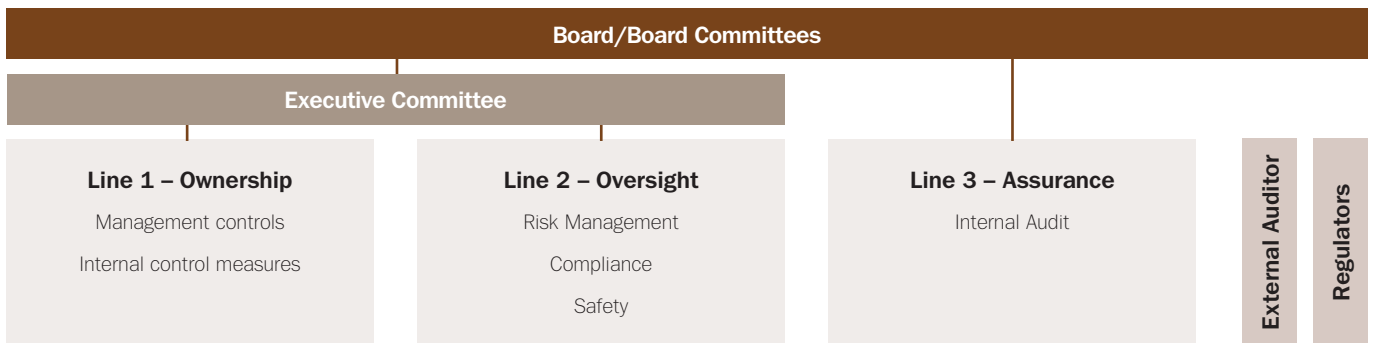 Board/Board Committees
Executive Committee
Line 1 – Ownership
Management controls
Internal control measures
Line 2 – Oversight
Risk Management
Compliance
Safety
Line 3 – Assurance
Internal Audit
External Auditor
Regulators